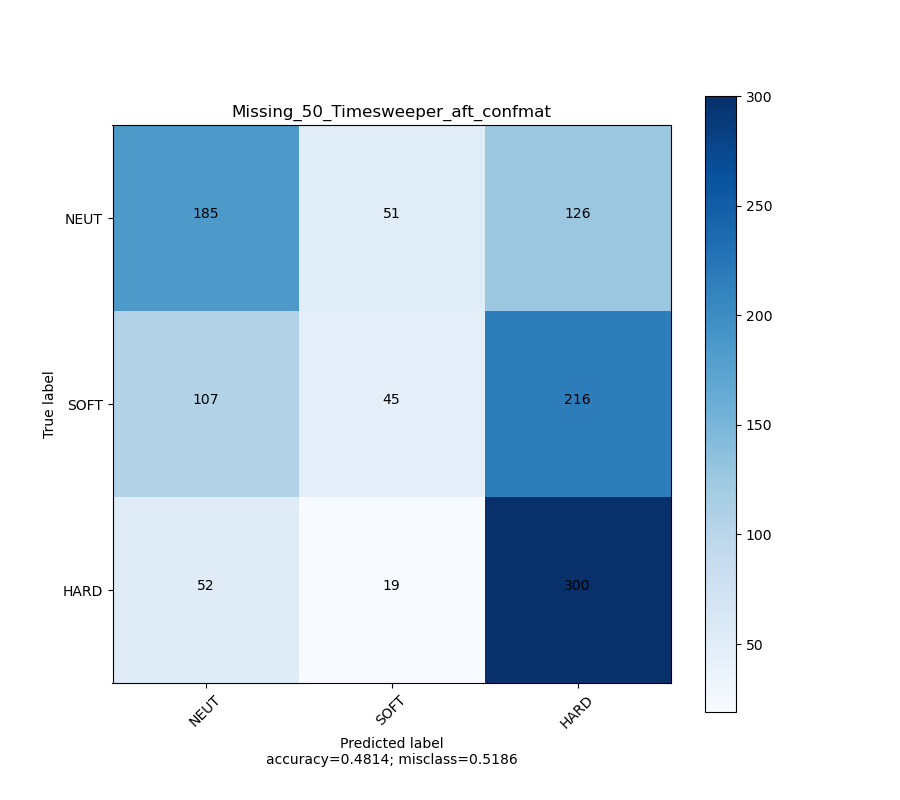 Missing_50_Timesweeper_aft_confmat
300
250
200
150
100
50
True label
NEUT
185
51
126
SOFT
107
45
216
HARD
52
19
300
NEUT
SOFT
HARD
Predicted label
accuracy=0.4814; misclass=0.5186